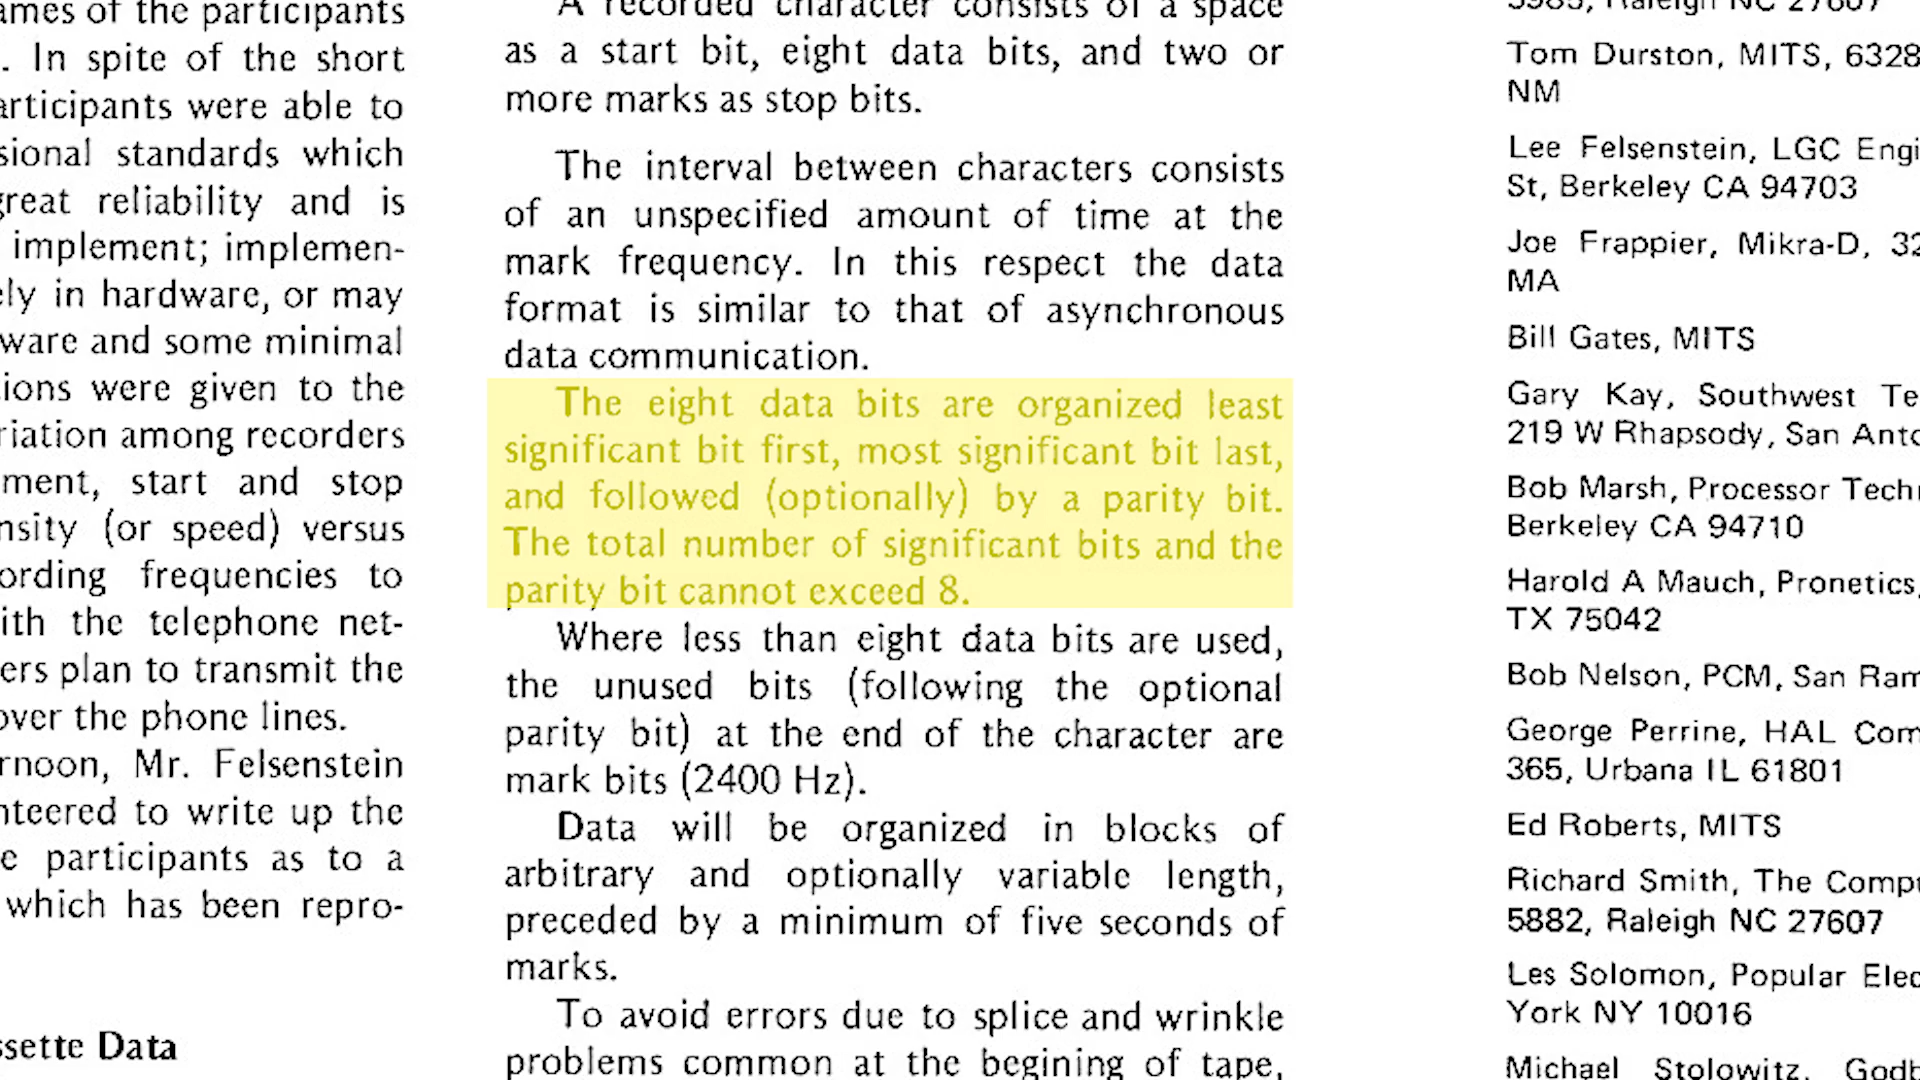 ames of the participants
. In spite of the short
articipants were able to
sional standards which
great reliability and is
implement; implemen-
ely in hardware, or may
ware and some minimal
tions were given to the
riation among recorders
ment, start and stop
nsity (or speed) versus
ording frequencies to
ith the telephone net-
ers plan to transmit the
over the phone lines.
rnoon, Mr. Felsenstein
nteered to write up the
e participants as to a
which has been repro-
ssette Data
A recorded character consists of a space
as a start bit, eight data bits, and two or
more marks as stop bits.
The interval between characters consists
of an unspecified amount of time at the
mark frequency. In this respect the data
format is similar to that of asynchronous
data communication.
The eight data bits are organized least
significant bit first, most significant bit last,
and followed (optionally) by a parity bit.
The total number of significant bits and the
parity bit cannot exceed 8.
Where less than eight data bits are used,
the unused bits (following the optional
parity bit) at the end of the character are
mark bits (2400 Hz).
Data will be organized in blocks of
arbitrary and optionally variable length,
preceded by a minimum of five seconds of
marks.
To avoid errors due to splice and wrinkle
problems common at the begining of tape,
5985, Raleigh NC 27607
Tom Durston, MITS, 6328
NM
Lee Felsenstein, LGC Engi
St, Berkeley CA 94703
Joe Frappier, Mikra-D, 32
MA
Bill Gates, MITS
Gary Kay, Southwest Te
219 W Rhapsody, San Anto
Bob Marsh, Processor Techn
Berkeley CA 94710
Harold A Mauch, Pronetics,
TX 75042
Bob Nelson, PCM, San Ram
George Perrine, HAL Com
365, Urbana IL 61801
Ed Roberts, MITS
Richard Smith, The Compu
5882, Raleigh NC 27607
Les Solomon, Popular Elec
York NY 10016
Michael Stolowitz, Godb